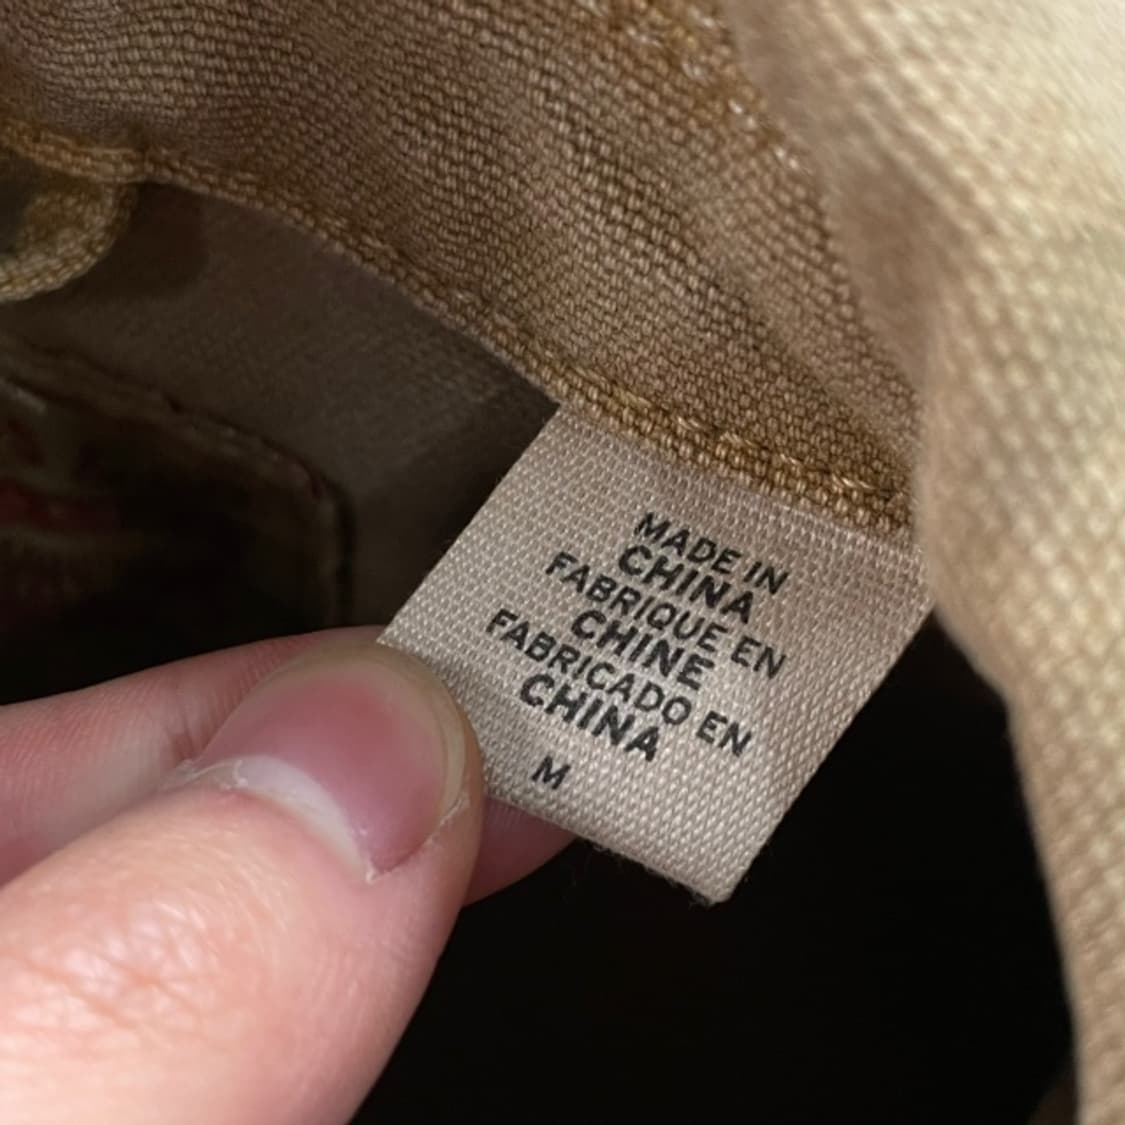 MADE IN
CHINA
FABRIQUE EN
CHINE
FABRICADO EN
CHINA
M